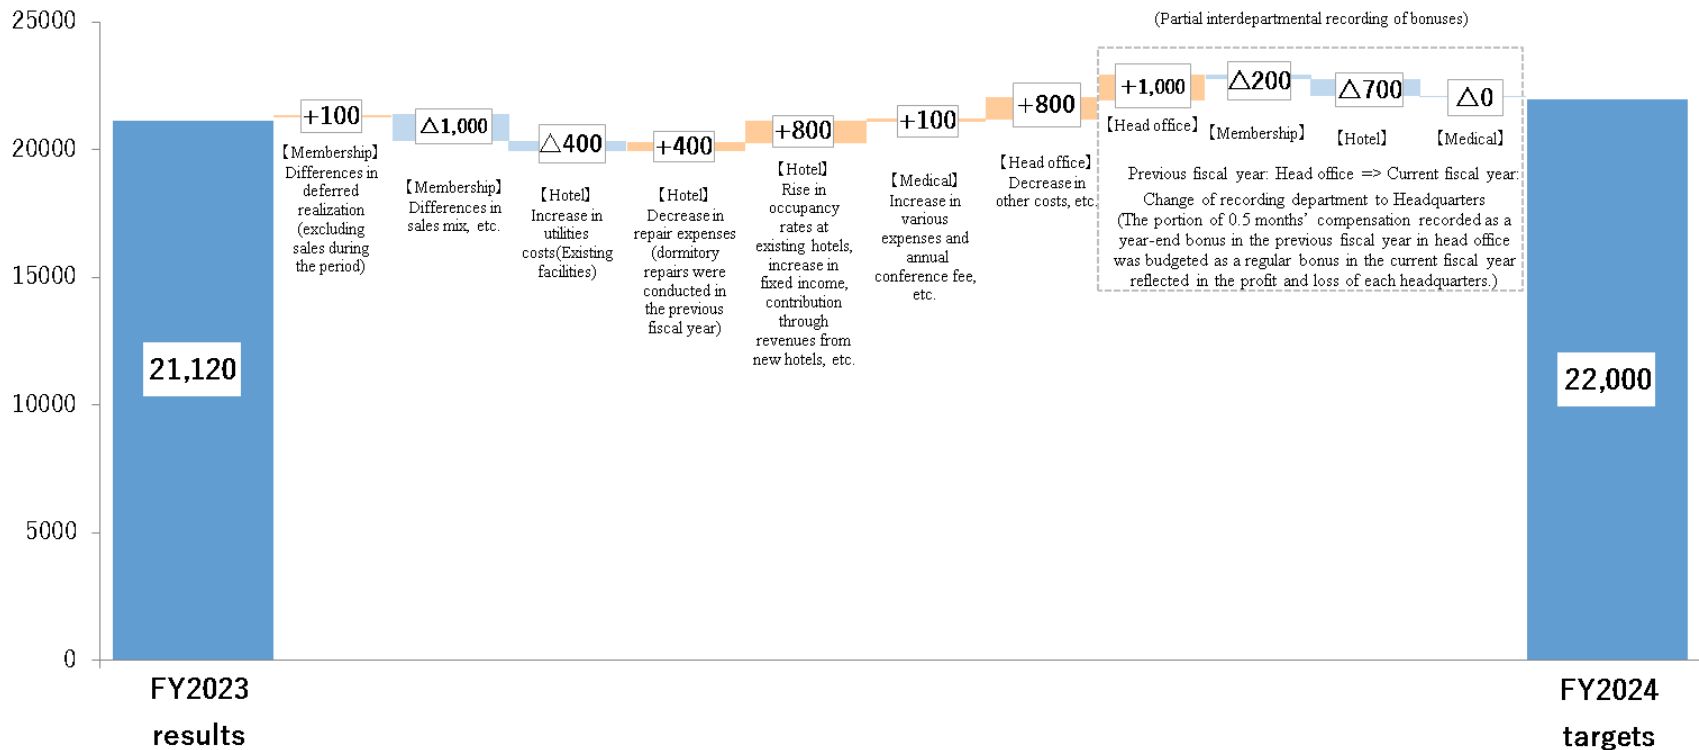 25000
20000
15000
10000
5000
0
(Partial interdepartmental recording of bonuses)
21,120
FY2023
results
+100
【Membership】
Differences in
deferred
realization
(excluding
sales during
the period)
△1,000
【Membership】
Differences in
sales mix, etc.
△400
【Hotel】
Increase in
utilities
costs(Existing
facilities)
+400
【Hotel】
Decrease in
repair expenses
(dormitory
repairs were
conducted in
the previous
fiscal year)
+800
【Hotel】
Rise in
occupancy
rates at
existing hotels,
increase in
fixed income,
contribution
through
revenues from
new hotels, etc.
+100
【Medical】
Increase in
various
expenses and
annual
conference fee,
etc.
+800
【Head office】
Decrease in
other costs, etc.
+1,000
【Head office】
△200
【Membership】
△700
【Hotel】
△0
【Medical】
Previous fiscal year: Head office => Current fiscal year:
Change of recording department to Headquarters
(The portion of 0.5 months’ compensation recorded as a
year-end bonus in the previous fiscal year in head office
was budgeted as a regular bonus in the current fiscal year
reflected in the profit and loss of each headquarters.)
22,000
FY2024
targets